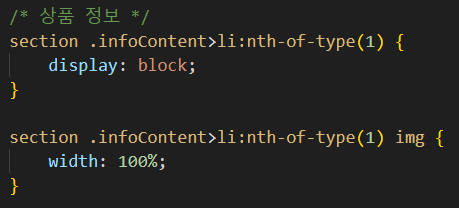 /* 상품 정보 */
section .infoContent>li:nth-of-type(1) {
    display: block;
}

section .infoContent>li:nth-of-type(1) img {
    width: 100%;
}